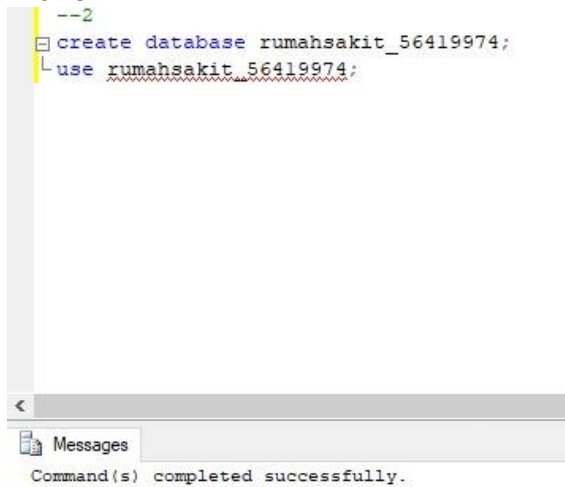 --2
create database rumahsakit_56419974;
use rumahsakit_56419974;
Messages
Command(s) completed successfully.